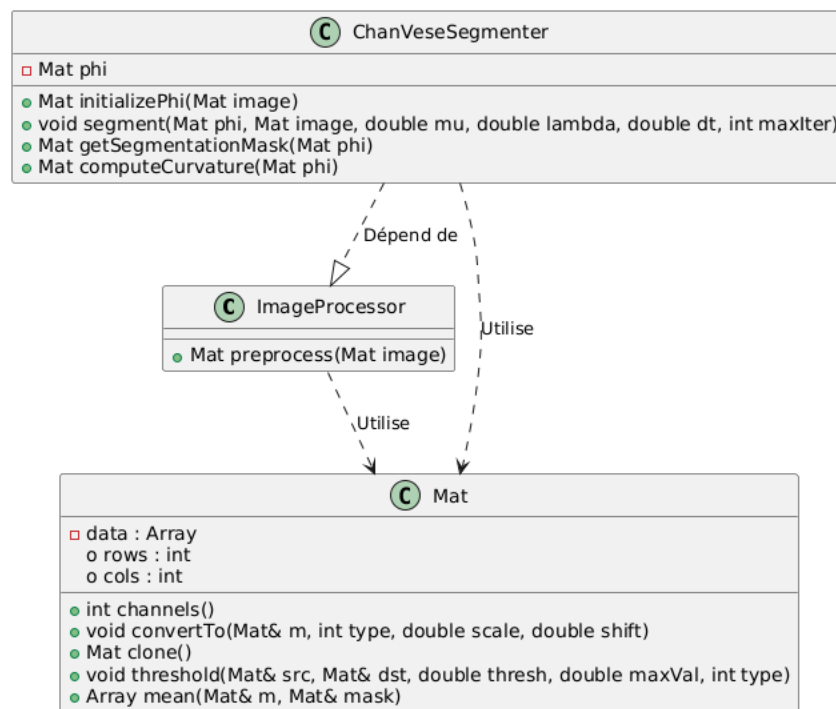 C ChanVeseSegmenter
Mat phi
Mat initializePhi(Mat image)
void segment(Mat phi, Mat image, double mu, double lambda, double dt, int maxIter)
Mat getSegmentationMask(Mat phi)
Mat computeCurvature(Mat phi)
Dépend de
C ImageProcessor
Mat preprocess(Mat image)
Utilise
Utilise
C Mat
data : Array
o rows : int
o cols : int
int channels()
void convertTo(Mat& m, int type, double scale, double shift)
Mat clone()
void threshold(Mat& src, Mat& dst, double thresh, double maxVal, int type)
Array mean(Mat& m, Mat& mask)